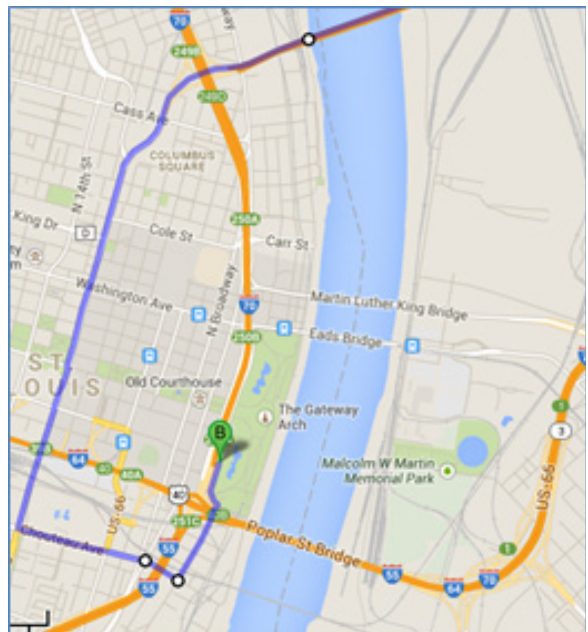 70
249B
249C
Cass Ave
COLUMBUS
SQUARE
N 14th St
King Dr
D
250A
Cole St
Carr St
N Broadway
Washington Ave
70
Martin Luther King Bridge
250B
Eads Bridge
ST.
LOUIS
Old Courthouse
The Gateway
Arch
B
1
3
64
40
40A
40
Malcolm W Martin
Memorial Park
US-66
US-66
251C
Chouteau Ave
55
Poplar St Bridge
1
55
64
70
55